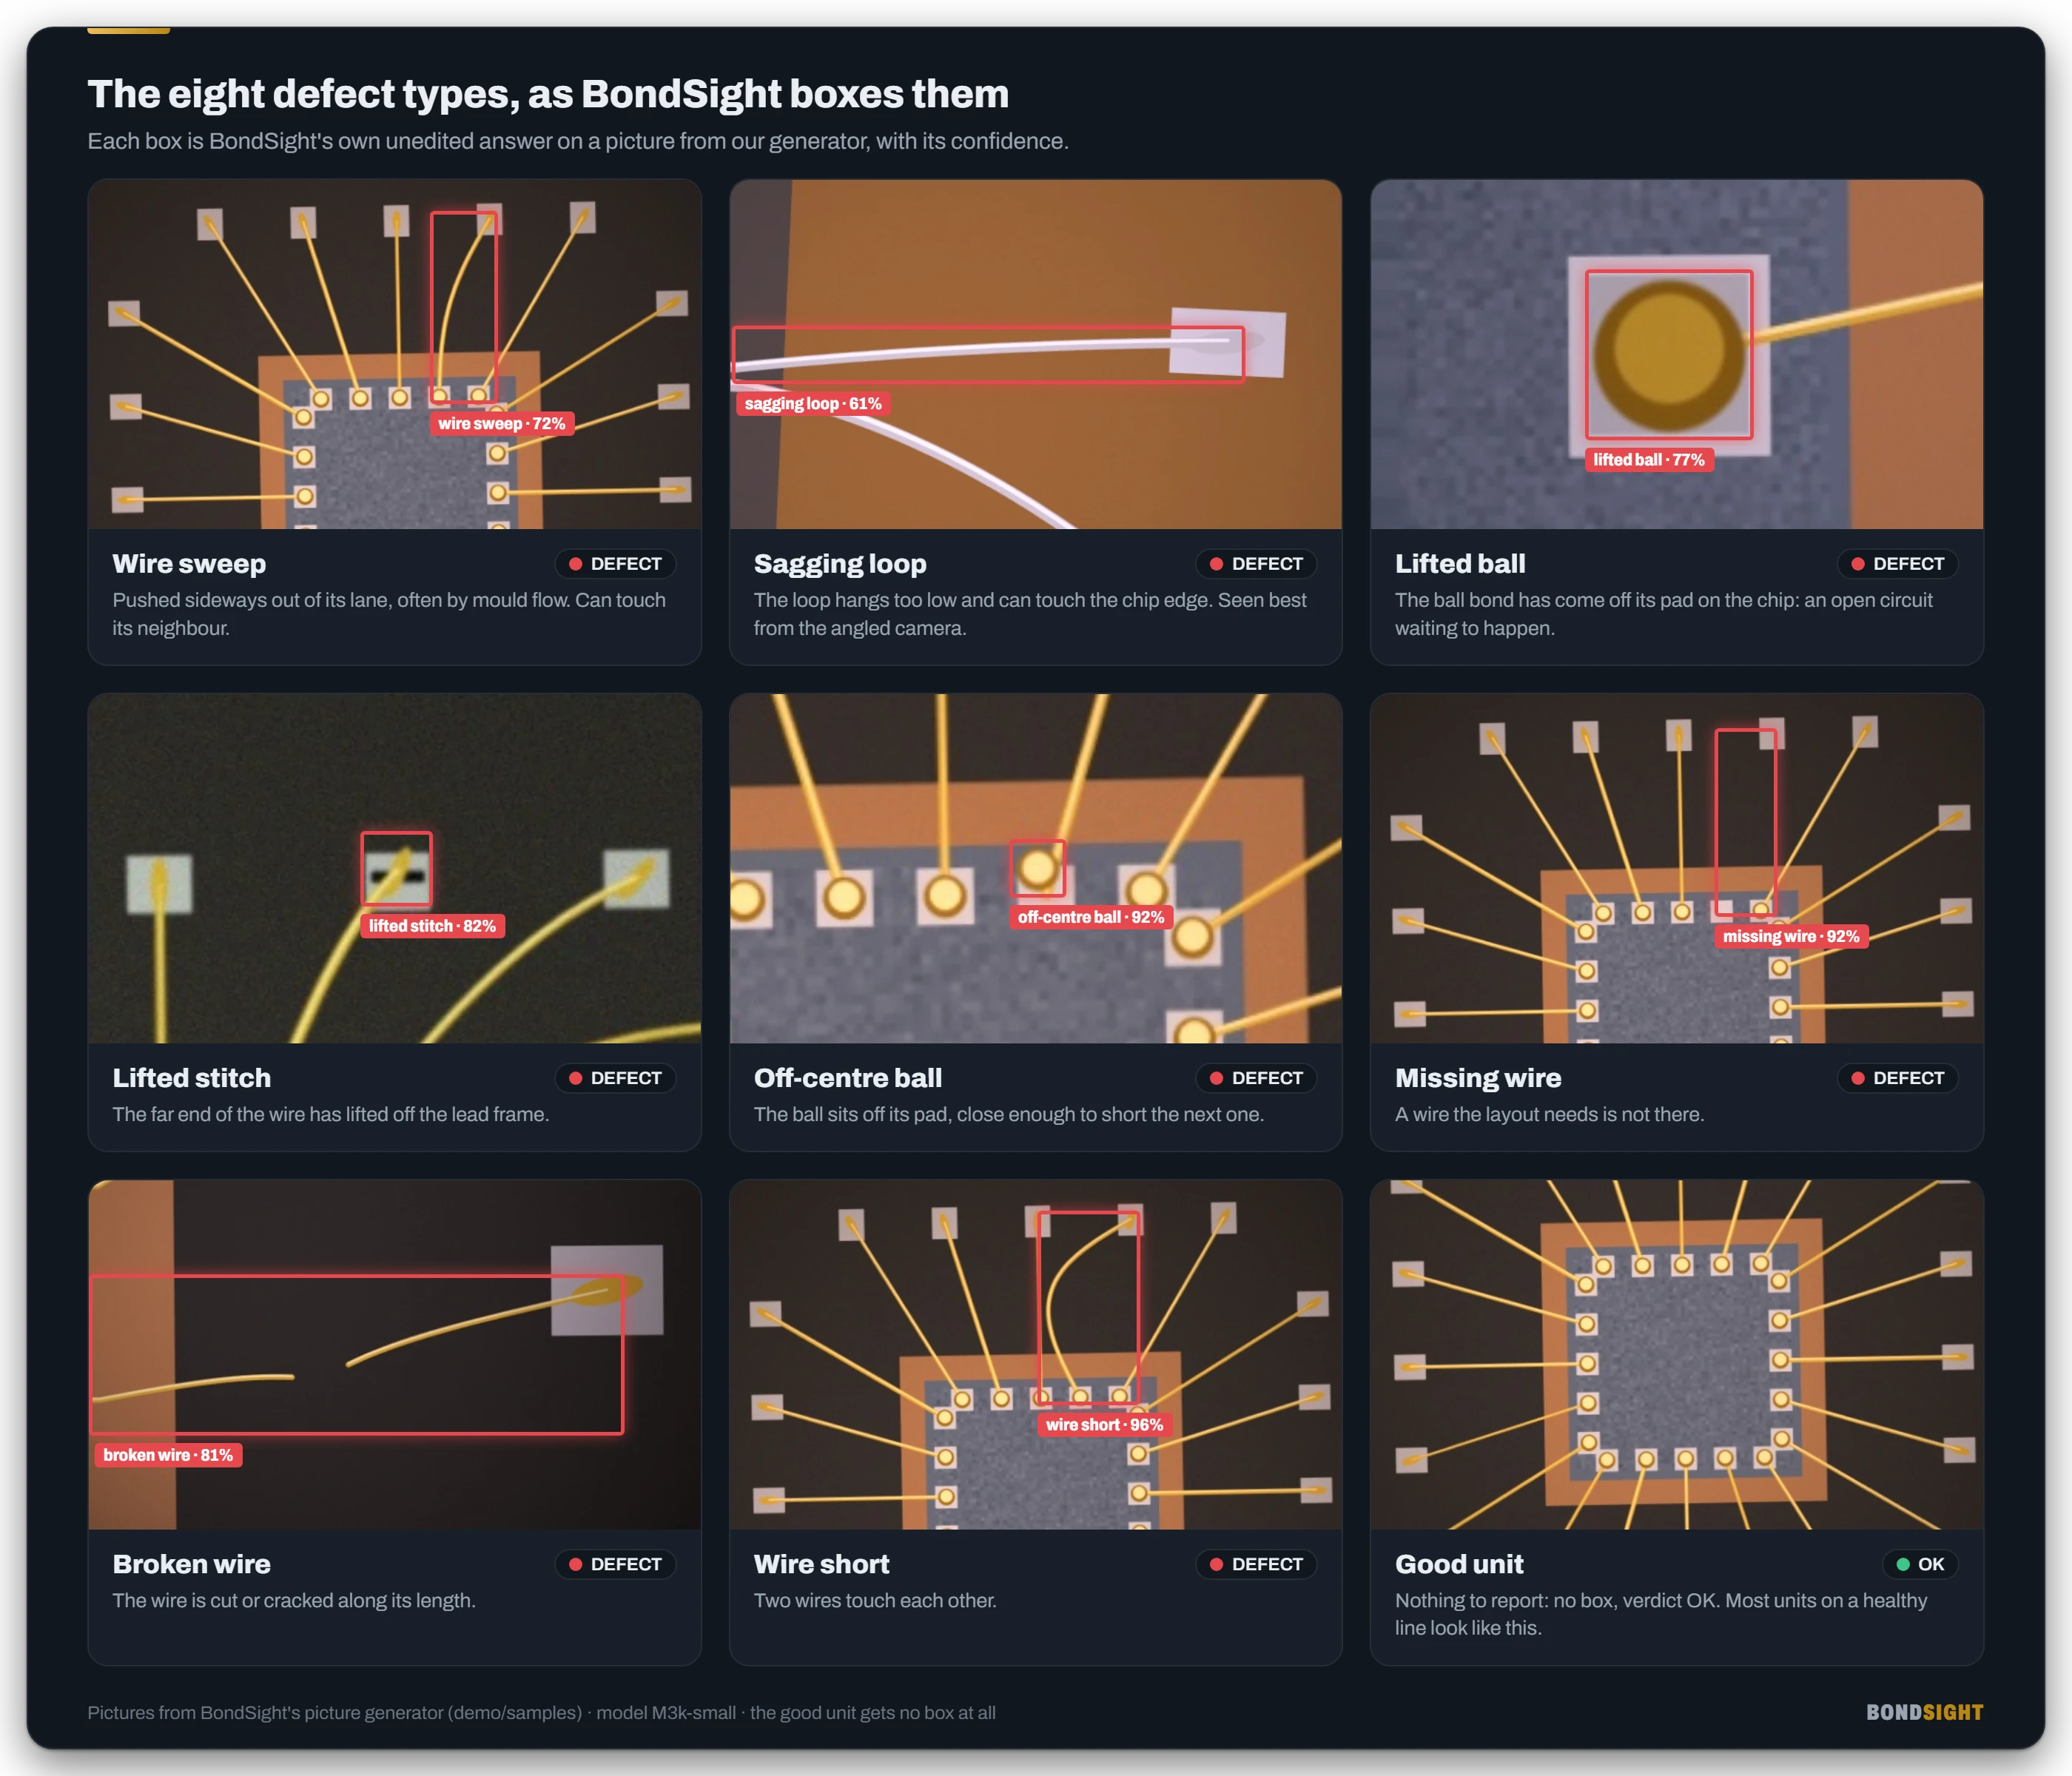 The eight defect types, as BondSight boxes them
Each box is BondSight's own unedited answer on a picture from our generator, with its confidence.
wire sweep · 72%
sagging loop · 61%
lifted ball · 77%
Wire sweep
DEFECT
Pushed sideways out of its lane, often by mould flow. Can touch
its neighbour.
Sagging loop
DEFECT
The loop hangs too low and can touch the chip edge. Seen best
from the angled camera.
Lifted ball
DEFECT
The ball bond has come off its pad on the chip: an open circuit
waiting to happen.
lifted stitch · 82%
off-centre ball · 92%
missing wire · 92%
Lifted stitch
DEFECT
The far end of the wire has lifted off the lead frame.
Off-centre ball
DEFECT
The ball sits off its pad, close enough to short the next one.
Missing wire
DEFECT
A wire the layout needs is not there.
broken wire · 81%
wire short · 96%
Broken wire
DEFECT
The wire is cut or cracked along its length.
Wire short
DEFECT
Two wires touch each other.
Good unit
OK
Nothing to report: no box, verdict OK. Most units on a healthy
line look like this.
Pictures from BondSight's picture generator (demo/samples) · model M3k-small · the good unit gets no box at all
BONDSIGHT